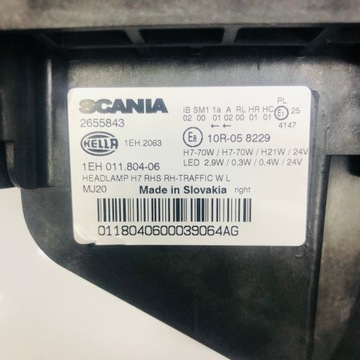 SCANIA
2655843
HELLA
1EH.2063
1EH 011.804-06
HEADLAMP H7 RHS RH-TRAFFIC W L
MJ20
Made in Slovakia right
IB SM1 1a A RL HR HC PL
02 00 01 02 00 01 01
←← E1 25
4147
E8 10R-05 8229
H7-70W / H7-70W / H21W / 24V
LED 2,9W / 0,3W / 0,4W / 24V
0118040600039064AG